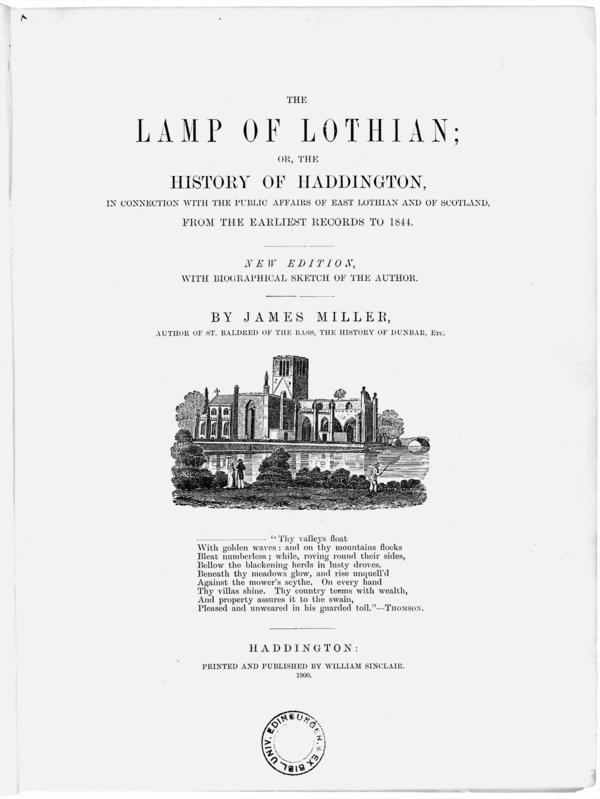 THE
LAMP OF LOTHIAN;
OR, THE
HISTORY OF HADDINGTON,
IN CONNECTION WITH THE PUBLIC AFFAIRS OF EAST LOTHIAN AND OF SCOTLAND,
FROM THE EARLIEST RECORDS TO 1844.
NEW EDITION,
WITH BIOGRAPHICAL SKETCH OF THE AUTHOR.
BY JAMES MILLER,
AUTHOR OF ST. BALDRED OF THE BASS, THE HISTORY OF DUNBAR, ETC.
"Thy valleys float
With golden waves: and on thy mountains flocks
Bleat numberless; while, roving round their sides,
Bellow the blackening herds in lusty droves.
Beneath thy meadows glow, and rise unquell'd
Against the mower's scythe. On every hand
Thy villas shine. Thy country teems with wealth,
And property assures it to the swain,
Pleased and unweared in his guarded toil."—THOMSON.
HADDINGTON:
PRINTED AND PUBLISHED BY WILLIAM SINCLAIR.
1900.
EX BIBL. UNIV. EDINBURGEN.